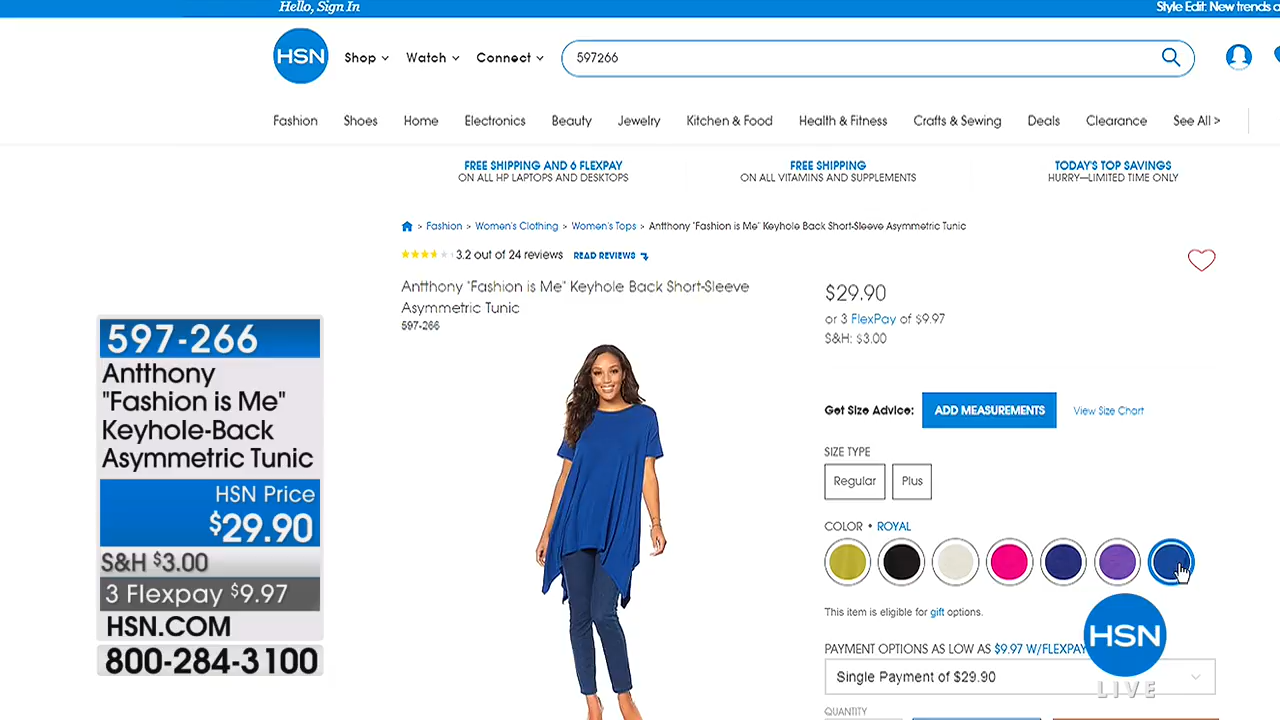 Hello, Sign In
Style Edit: New trends
HSN
Shop
Watch
Connect
597266
Fashion
Shoes
Home
Electronics
Beauty
Jewelry
Kitchen & Food
Health & Fitness
Crafts & Sewing
Deals
Clearance
See All >
FREE SHIPPING AND 6 FLEXPAY
ON ALL HP LAPTOPS AND DESKTOPS
FREE SHIPPING
ON ALL VITAMINS AND SUPPLEMENTS
TODAY'S TOP SAVINGS
HURRY—LIMITED TIME ONLY
> Fashion > Women's Clothing > Women's Tops > Antthony "Fashion is Me" Keyhole Back Short-Sleeve Asymmetric Tunic
3.2 out of 24 reviews READ REVIEWS
Antthony "Fashion is Me" Keyhole Back Short-Sleeve
Asymmetric Tunic
597-266
$29.90
or 3 FlexPay of $9.97
S&H: $3.00
Get Size Advice: ADD MEASUREMENTS View Size Chart
SIZE TYPE
Regular
Plus
COLOR • ROYAL
This item is eligible for gift options.
PAYMENT OPTIONS AS LOW AS $9.97 W/FLEXPAY
Single Payment of $29.90
QUANTITY
597-266
Antthony
"Fashion is Me"
Keyhole-Back
Asymmetric Tunic
HSN Price
$29.90
S&H $3.00
3 Flexpay $9.97
HSN.COM
800-284-3100
HSN
LIVE